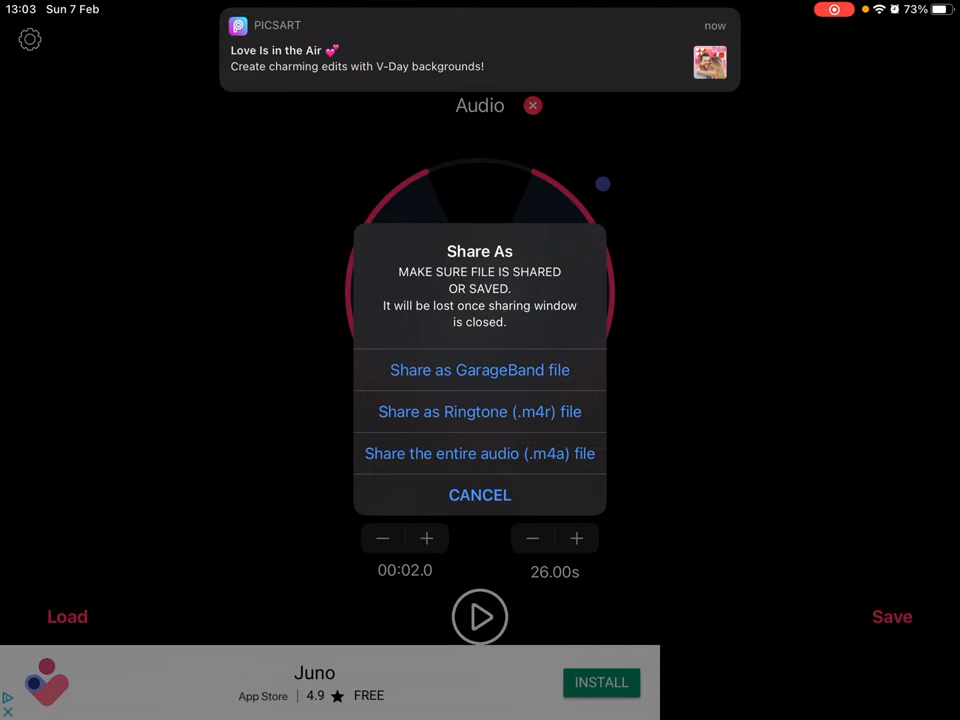 13:03 Sun 7 Feb
73%
PICSART
now
Love Is in the Air 💕
Create charming edits with V-Day backgrounds!
Audio
Share As
MAKE SURE FILE IS SHARED
OR SAVED.
It will be lost once sharing window
is closed.
Share as GarageBand file
Share as Ringtone (.m4r) file
Share the entire audio (.m4a) file
CANCEL
00:02.0
26.00s
Load
Save
Juno
App Store | 4.9 ★ FREE
INSTALL